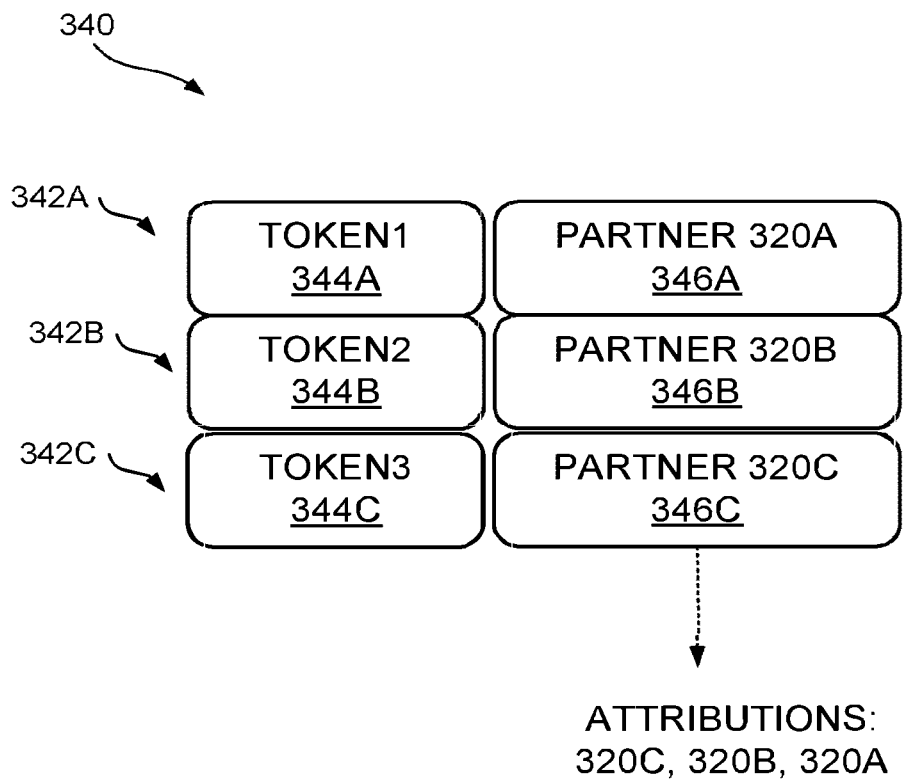 340
342A
TOKEN1
344A
PARTNER 320A
346A
342B
TOKEN2
344B
PARTNER 320B
346B
342C
TOKEN3
344C
PARTNER 320C
346C
ATTRIBUTIONS:
320C, 320B, 320A